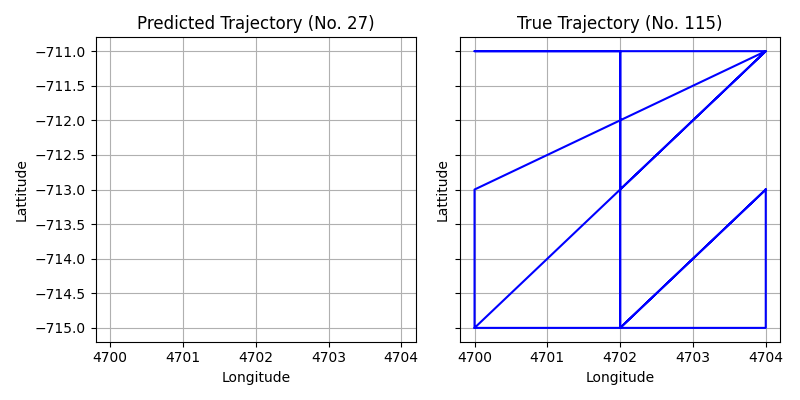 Predicted Trajectory (No. 27)
True Trajectory (No. 115)
−711.0
−711.5
−712.0
−712.5
−713.0
−713.5
−714.0
−714.5
−715.0
Lattitude
Lattitude
4700 4701 4702 4703 4704
4700 4701 4702 4703 4704
Longitude
Longitude